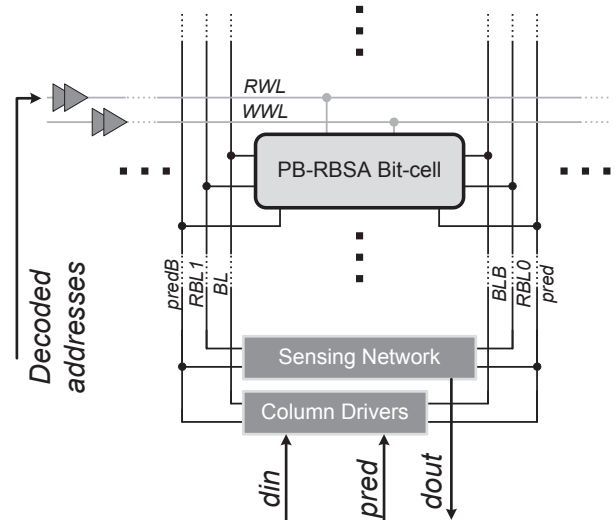 RWL
WWL
PB-RBSA Bit-cell
predB
RBL1
BL
BLB
RBL0
pred
Decoded
addresses
Sensing Network
Column Drivers
din
pred
dout